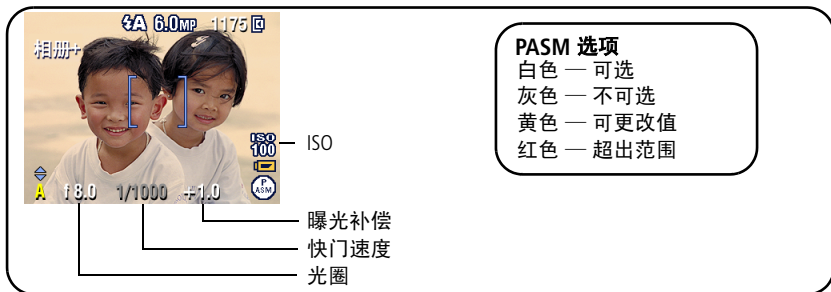 ⚡A 6.0MP 1175
相册+
ISO
100
A f 8.0 1/1000 +1.0
P
ASM
ISO
曝光补偿
快门速度
光圈
PASM 选项
白色 — 可选
灰色 — 不可选
黄色 — 可更改值
红色 — 超出范围